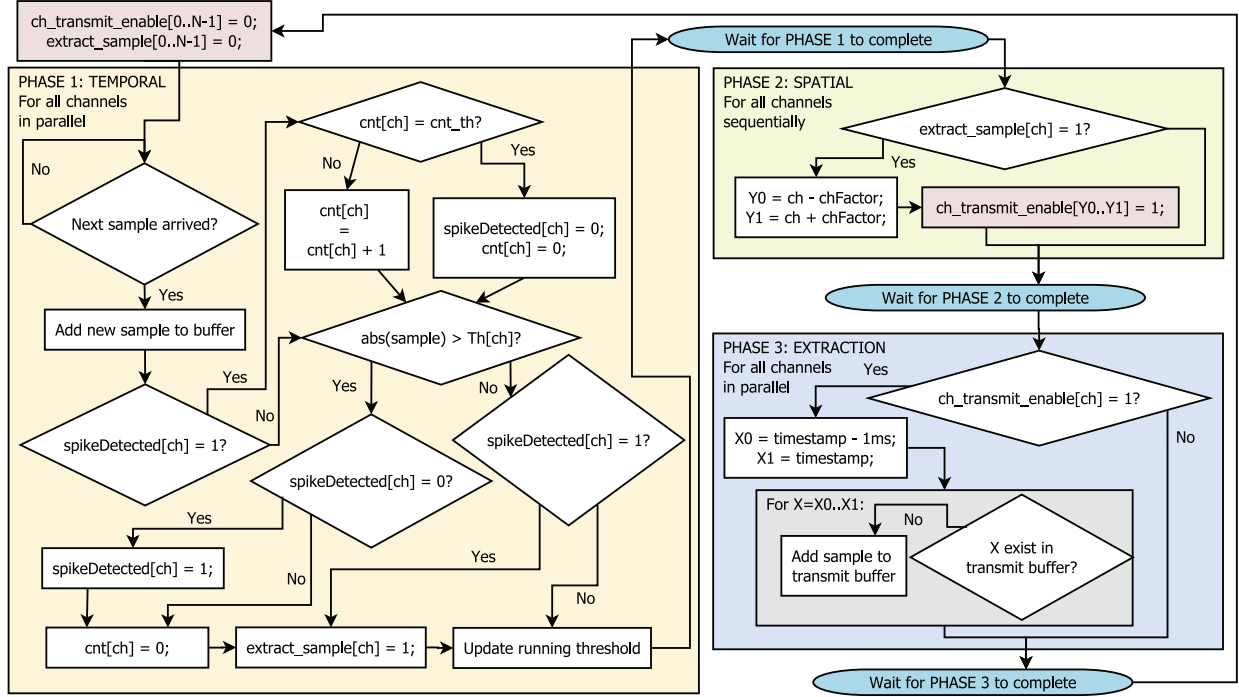 ch_transmit_enable[0..N-1] = 0;
extract_sample[0..N-1] = 0;
PHASE 1: TEMPORAL
For all channels
in parallel
No
Next sample arrived?
Yes
Add new sample to buffer
spikeDetected[ch] = 1?
Yes
No
cnt[ch] = cnt_th?
No
Yes
cnt[ch]
=
cnt[ch] + 1
spikeDetected[ch] = 0;
cnt[ch] = 0;
abs(sample) > Th[ch]?
Yes
No
spikeDetected[ch] = 0?
spikeDetected[ch] = 1?
Yes
No
Yes
No
spikeDetected[ch] = 1;
cnt[ch] = 0;
extract_sample[ch] = 1;
Update running threshold
Wait for PHASE 1 to complete
PHASE 2: SPATIAL
For all channels
sequentially
extract_sample[ch] = 1?
Yes
Y0 = ch - chFactor;
Y1 = ch + chFactor;
ch_transmit_enable[Y0..Y1] = 1;
Wait for PHASE 2 to complete
PHASE 3: EXTRACTION
For all channels
in parallel
Yes
ch_transmit_enable[ch] = 1?
No
X0 = timestamp - 1ms;
X1 = timestamp;
For X=X0..X1:
No
Add sample to
transmit buffer
X exist in
transmit buffer?
Wait for PHASE 3 to complete